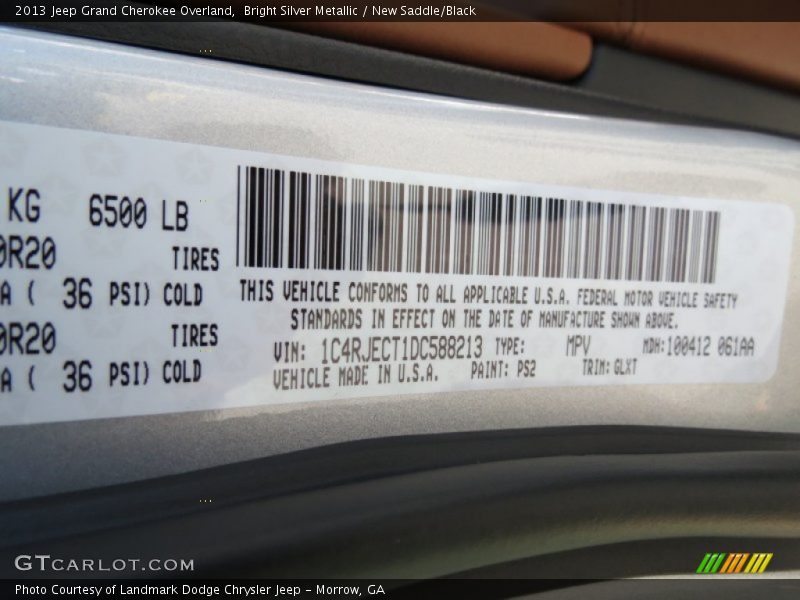 2013 Jeep Grand Cherokee Overland,  Bright Silver Metallic / New Saddle/Black
KG 6500 LB
0R20 TIRES
A ( 36 PSI) COLD
0R20 TIRES
A ( 36 PSI) COLD
THIS VEHICLE CONFORMS TO ALL APPLICABLE U.S.A. FEDERAL MOTOR VEHICLE SAFETY
STANDARDS IN EFFECT ON THE DATE OF MANUFACTURE SHOWN ABOVE.
VIN: 1C4RJECT1DC588213 TYPE: MPV MDH:100412 061AA
VEHICLE MADE IN U.S.A. PAINT: PS2 TRIM: GLXT
GTCARLOT.COM
Photo Courtesy of Landmark Dodge Chrysler Jeep - Morrow, GA